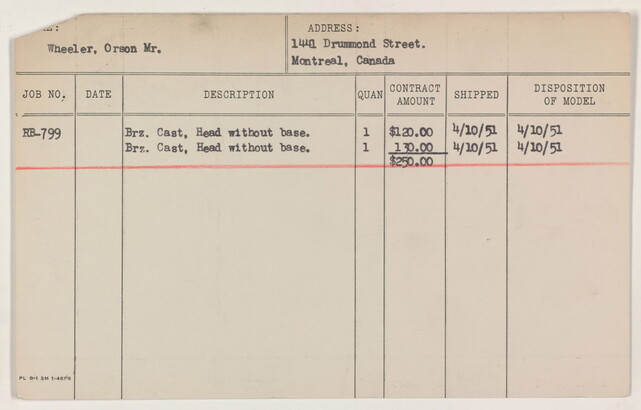 ADDRESS:
Wheeler, Orson Mr.
1441 Drummond Street.
Montreal, Canada
JOB NO. DATE DESCRIPTION QUAN CONTRACT AMOUNT SHIPPED DISPOSITION OF MODEL
RB-799 Brz. Cast, Head without base. 1 $120.00 4/10/51 4/10/51
Brz. Cast, Head without base. 1 130.00 4/10/51 4/10/51
$250.00